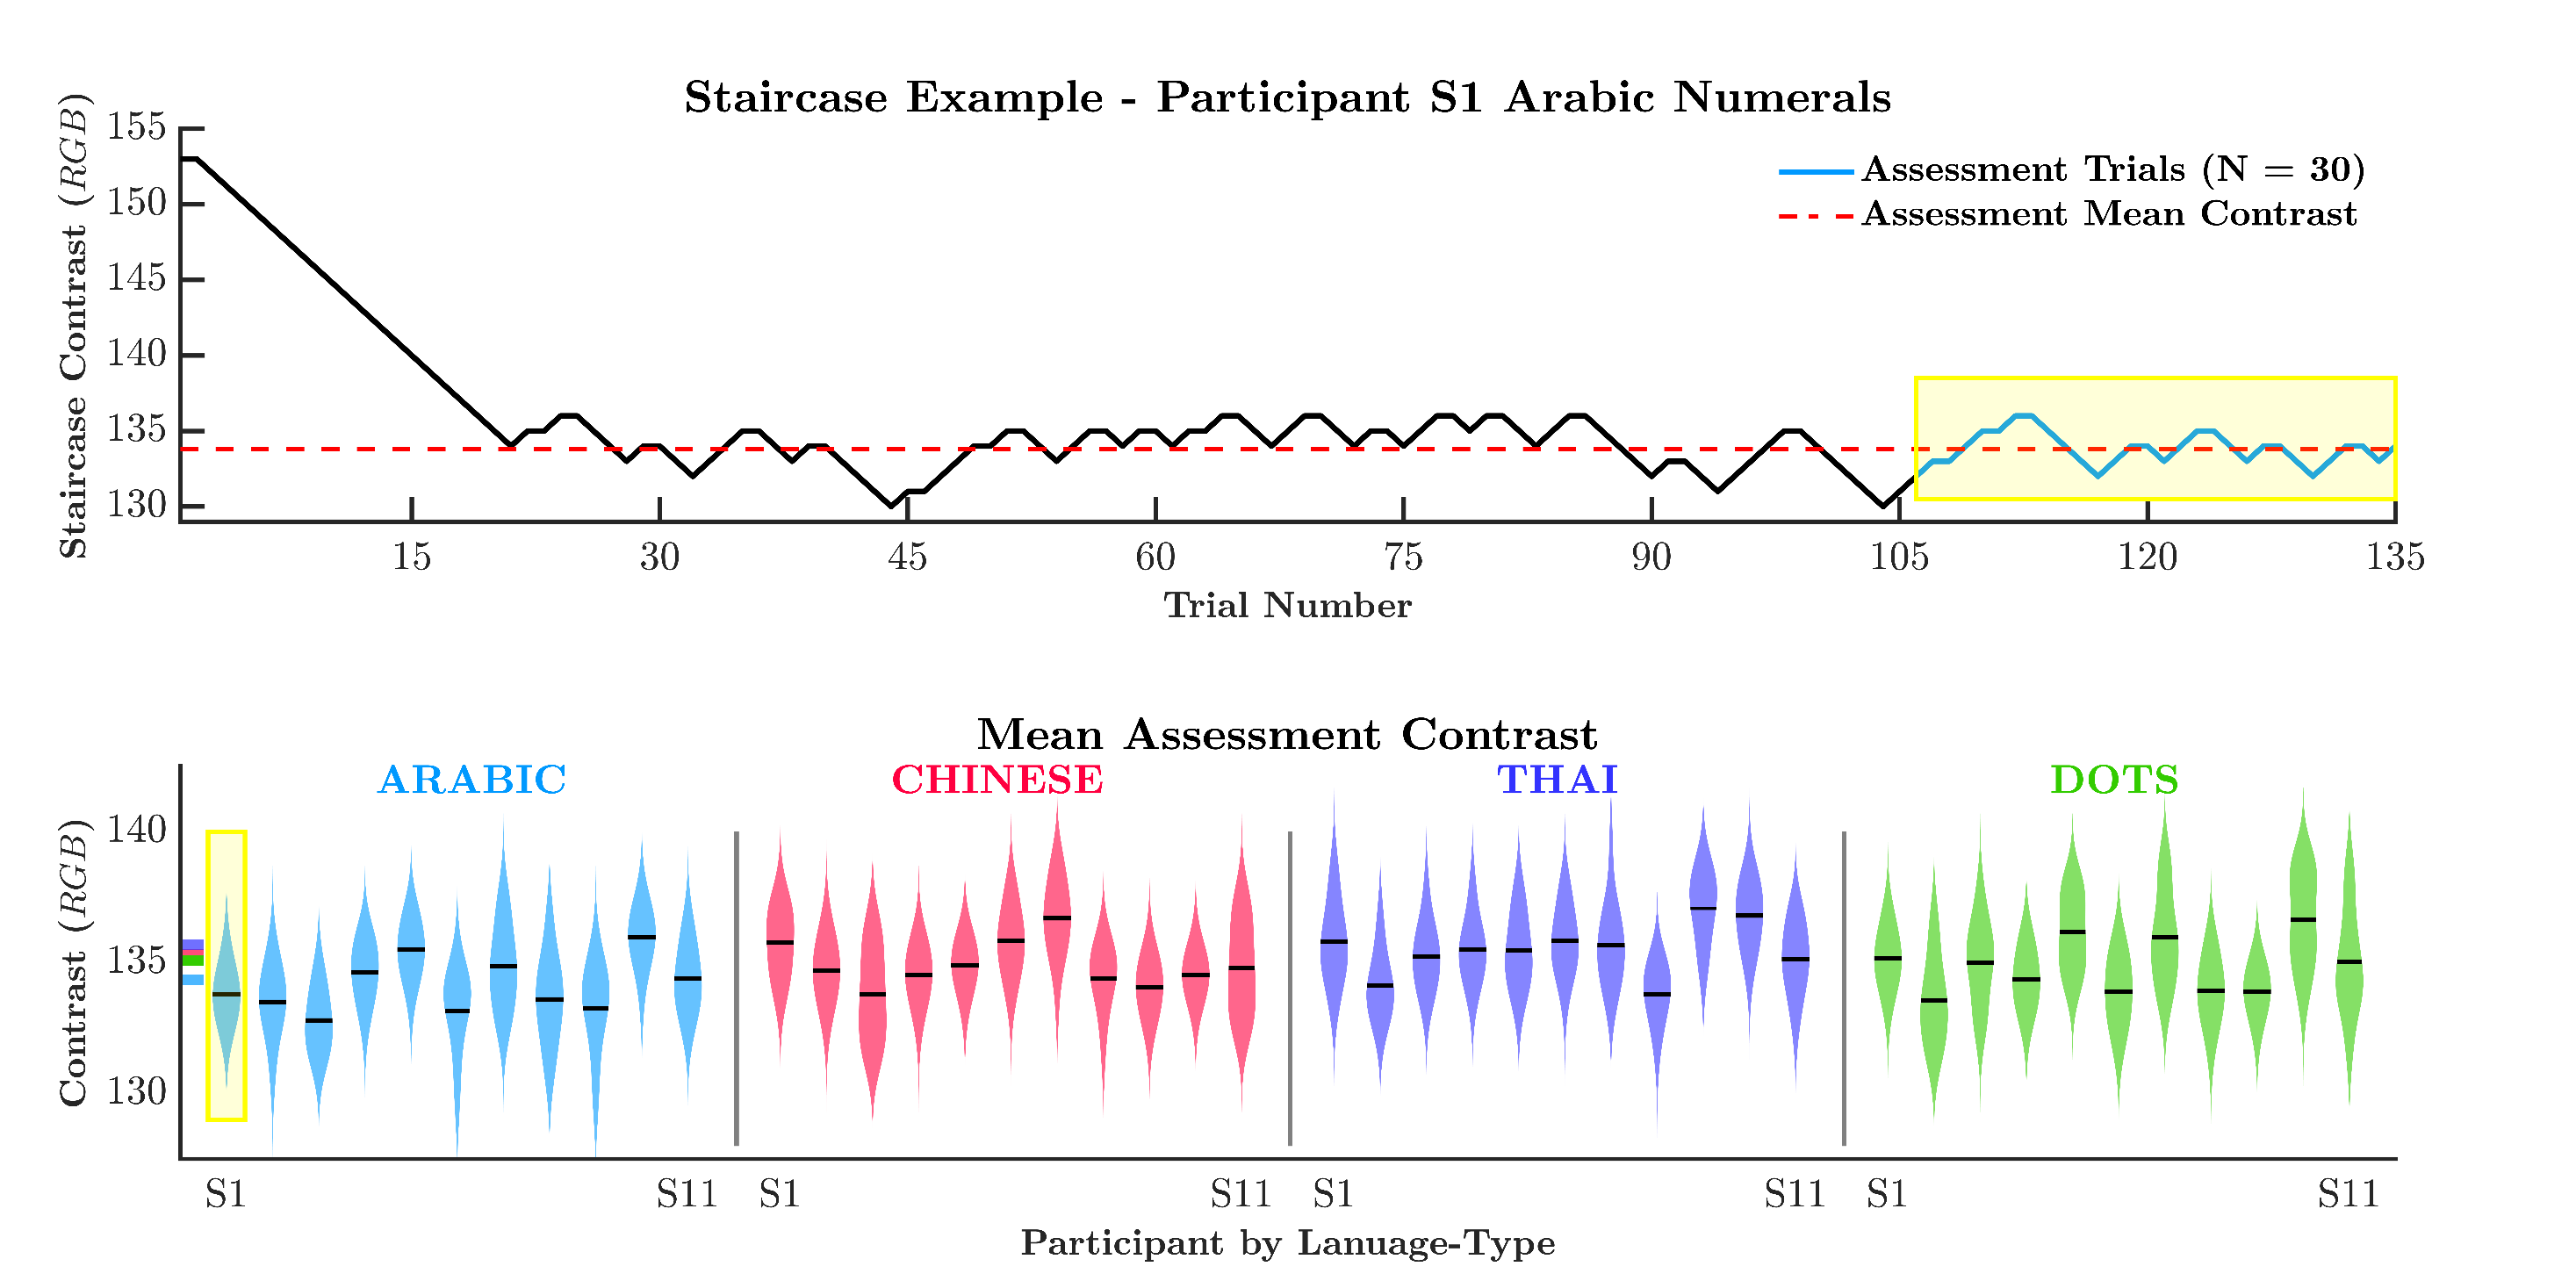 Staircase Example - Participant S1 Arabic Numerals
Staircase Contrast (RGB)
155
150
145
140
135
130
Assessment Trials (N = 30)
Assessment Mean Contrast
15 30 45 60 75 90 105 120 135
Trial Number
Mean Assessment Contrast
ARABIC CHINESE THAI DOTS
Contrast (RGB)
140
135
130
S1 S11 S1 S11 S1 S11 S1 S11
Participant by Lanuage-Type